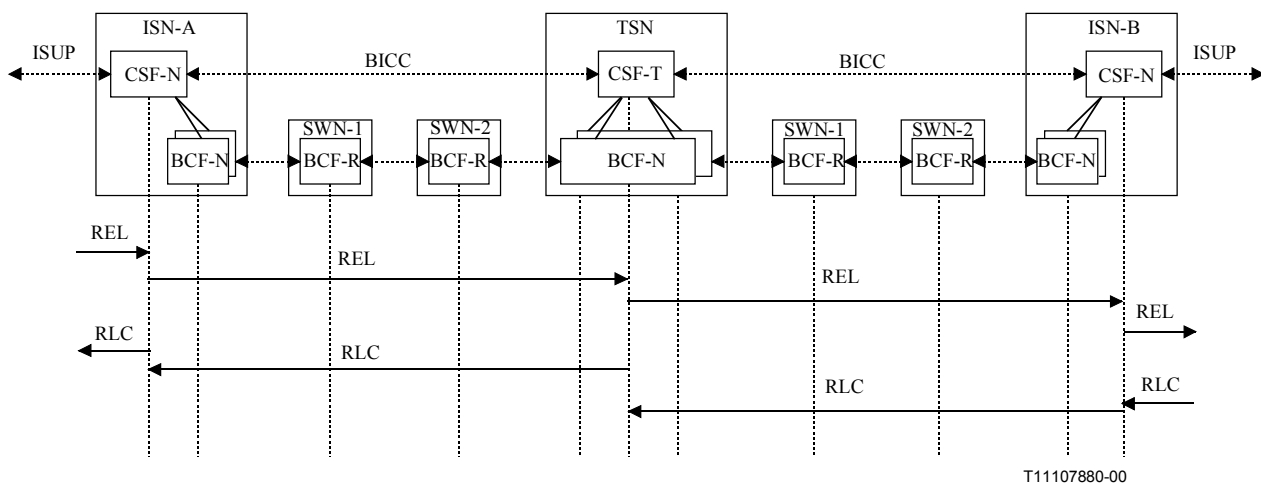 ISN-A
TSN
ISN-B
ISUP
BICC
BICC
ISUP
CSF-N
CSF-T
CSF-N
SWN-1
SWN-2
SWN-1
SWN-2
BCF-N
BCF-R
BCF-R
BCF-N
BCF-R
BCF-R
BCF-N
REL
REL
REL
REL
RLC
RLC
RLC
RLC
T11107880-00